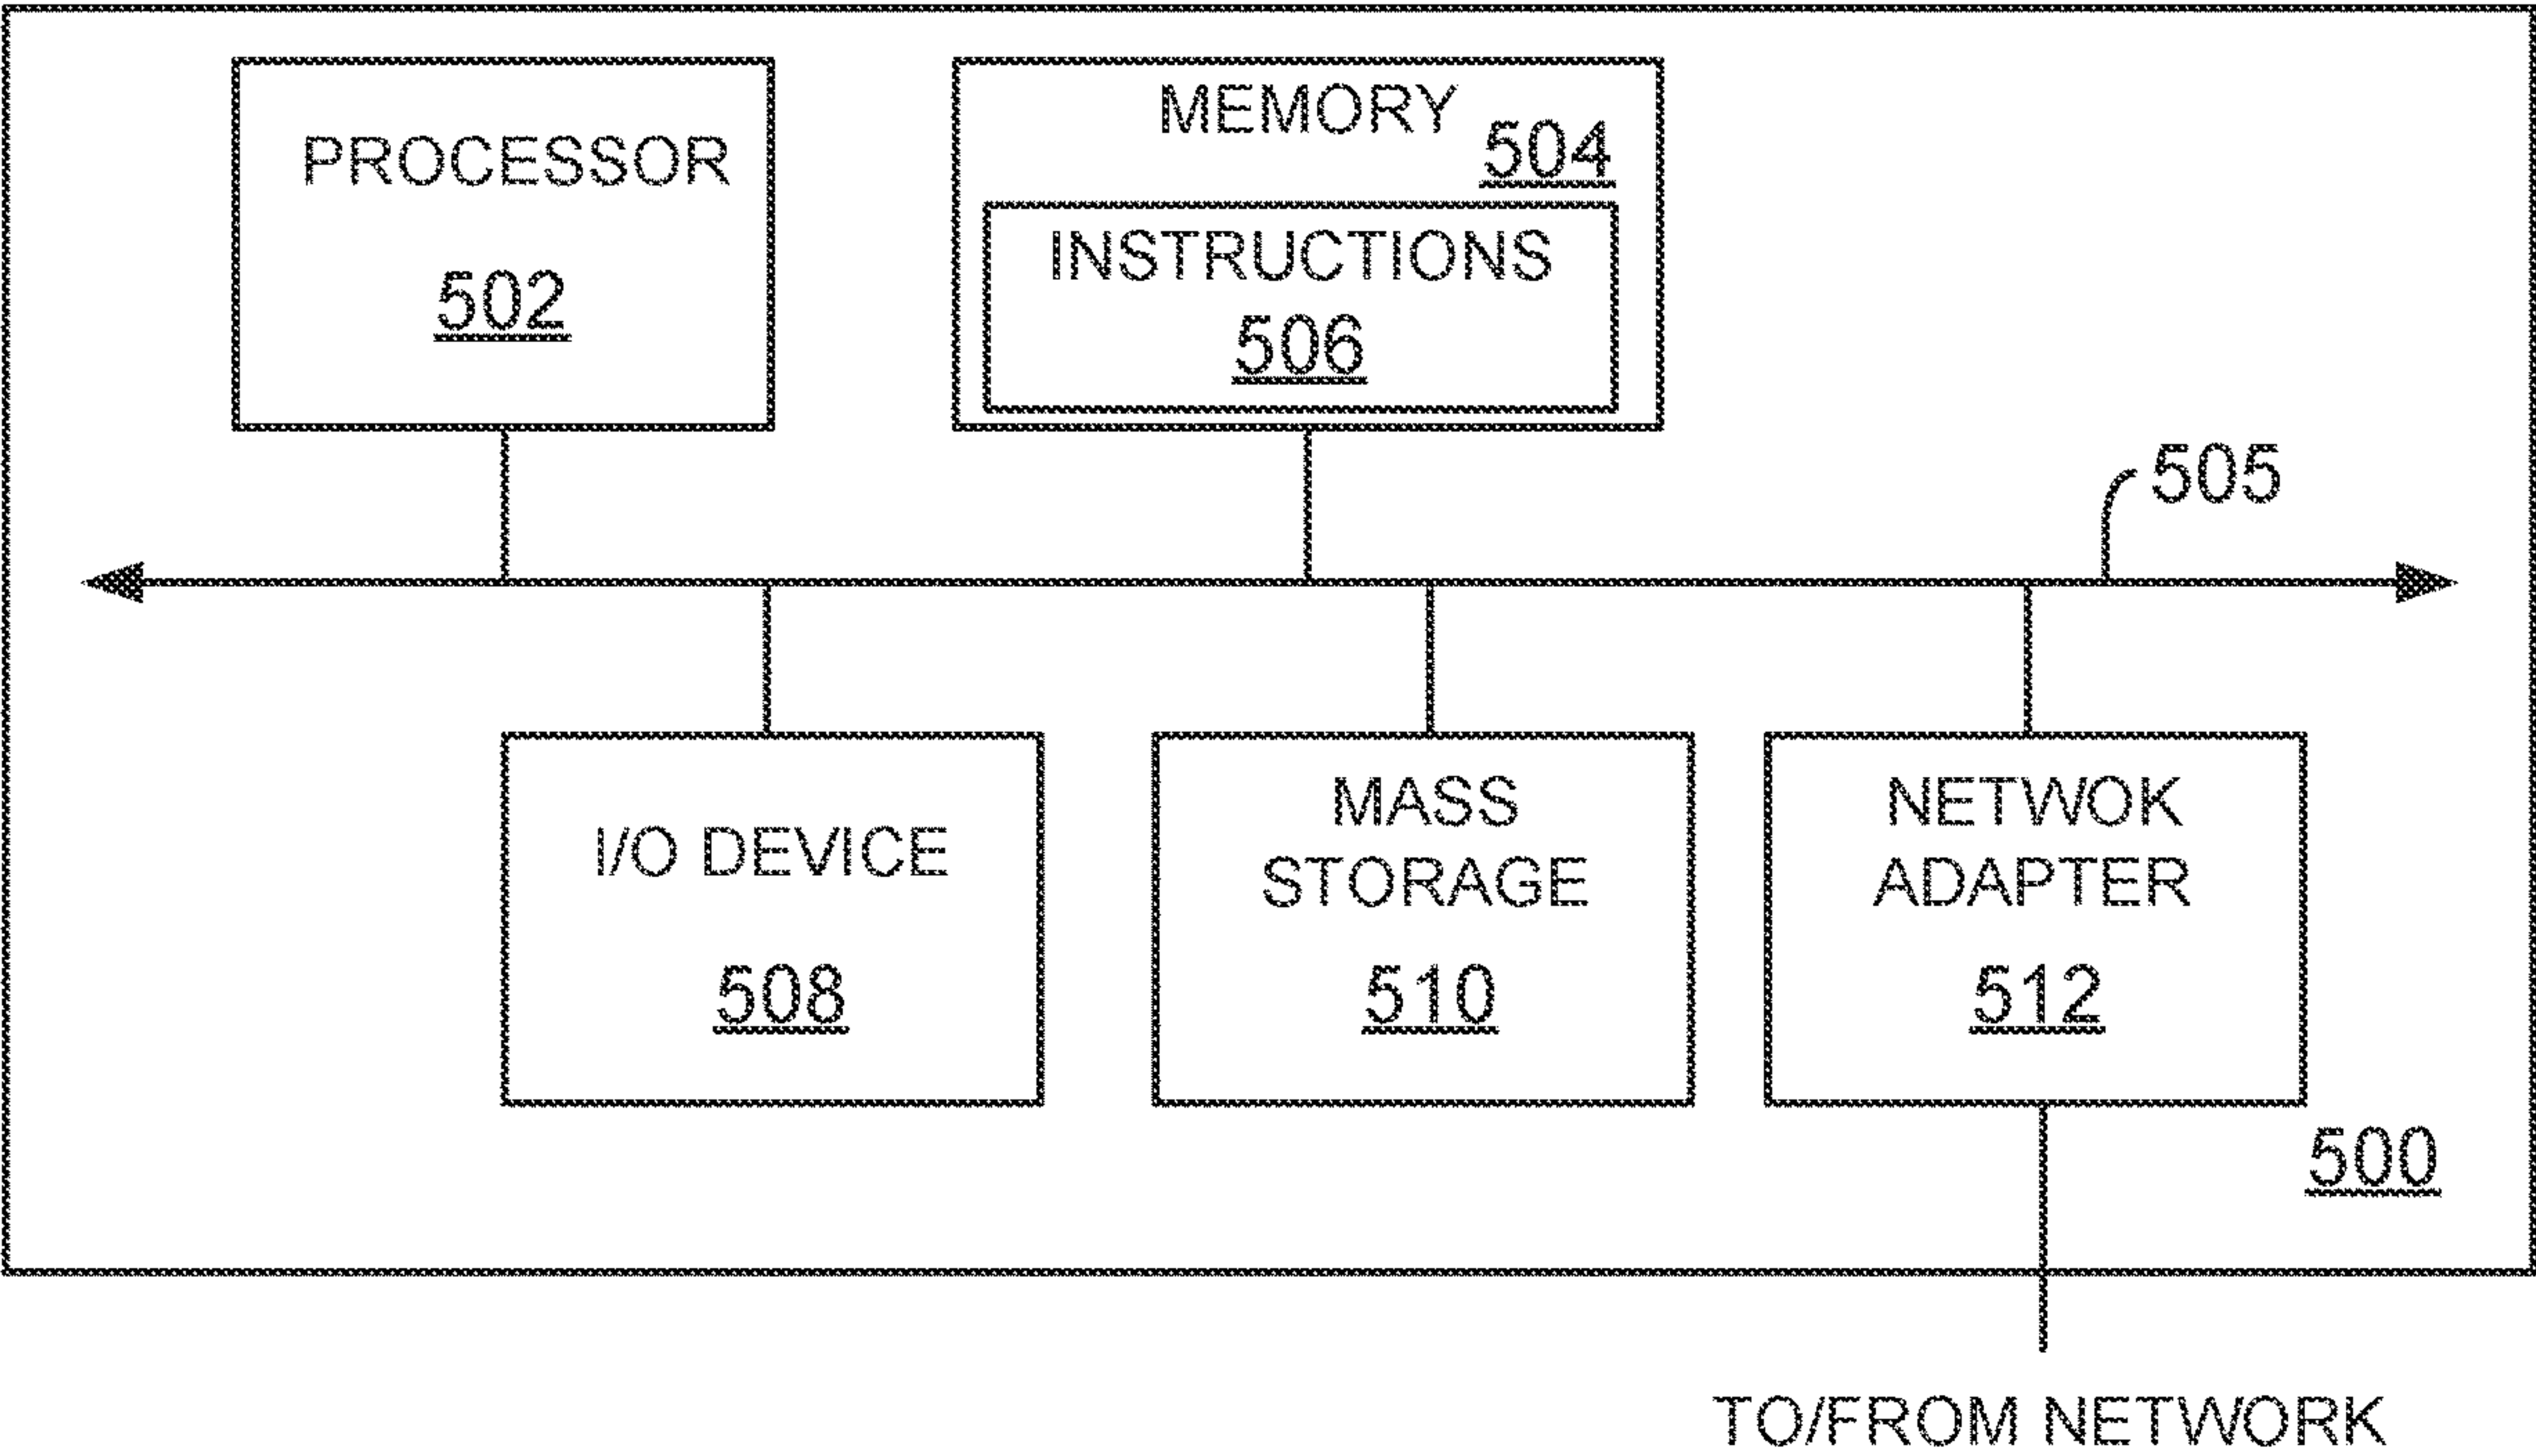 PROCESSOR
502
MEMORY
504
INSTRUCTIONS
506
505
I/O DEVICE
508
MASS
STORAGE
510
NETWOK
ADAPTER
512
500
TO/FROM NETWORK